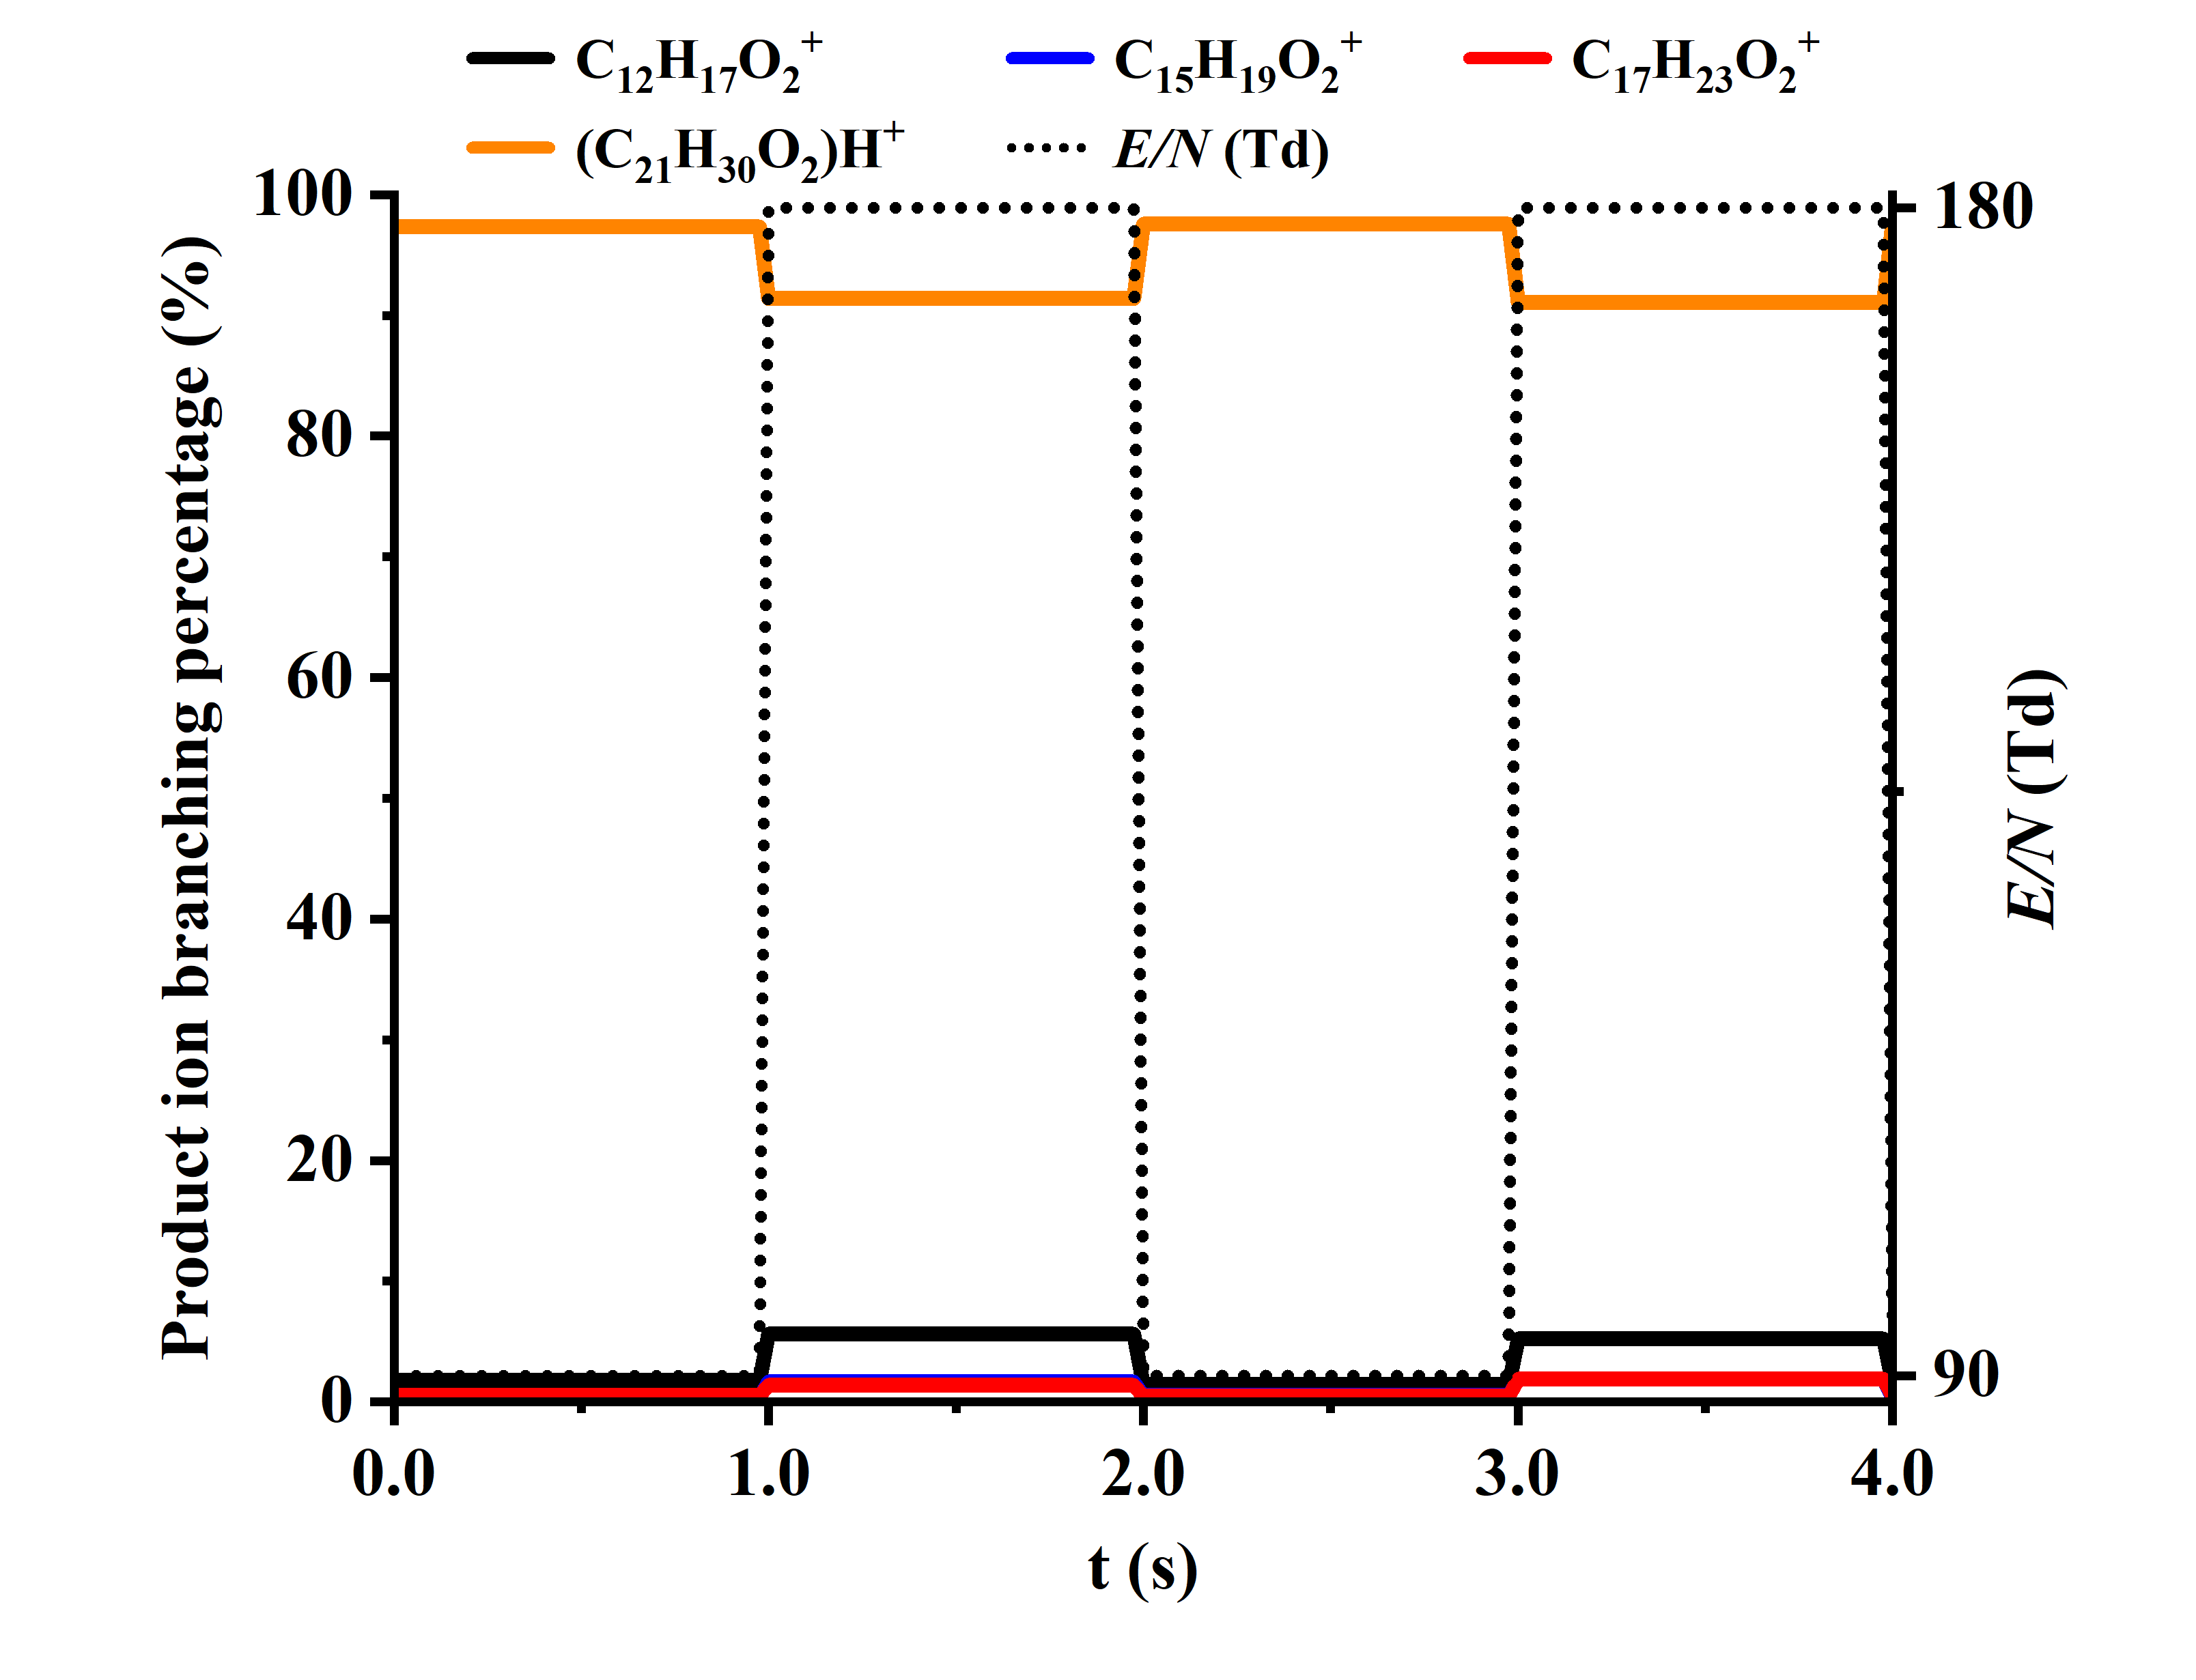 C₁₂H₁₇O₂⁺ C₁₅H₁₉O₂⁺ C₁₇H₂₃O₂⁺
(C₂₁H₃₀O₂)H⁺ E/N (Td)
100
80
60
40
20
0
Product ion branching percentage (%)
180
90
E/N (Td)
0.0 1.0 2.0 3.0 4.0
t (s)